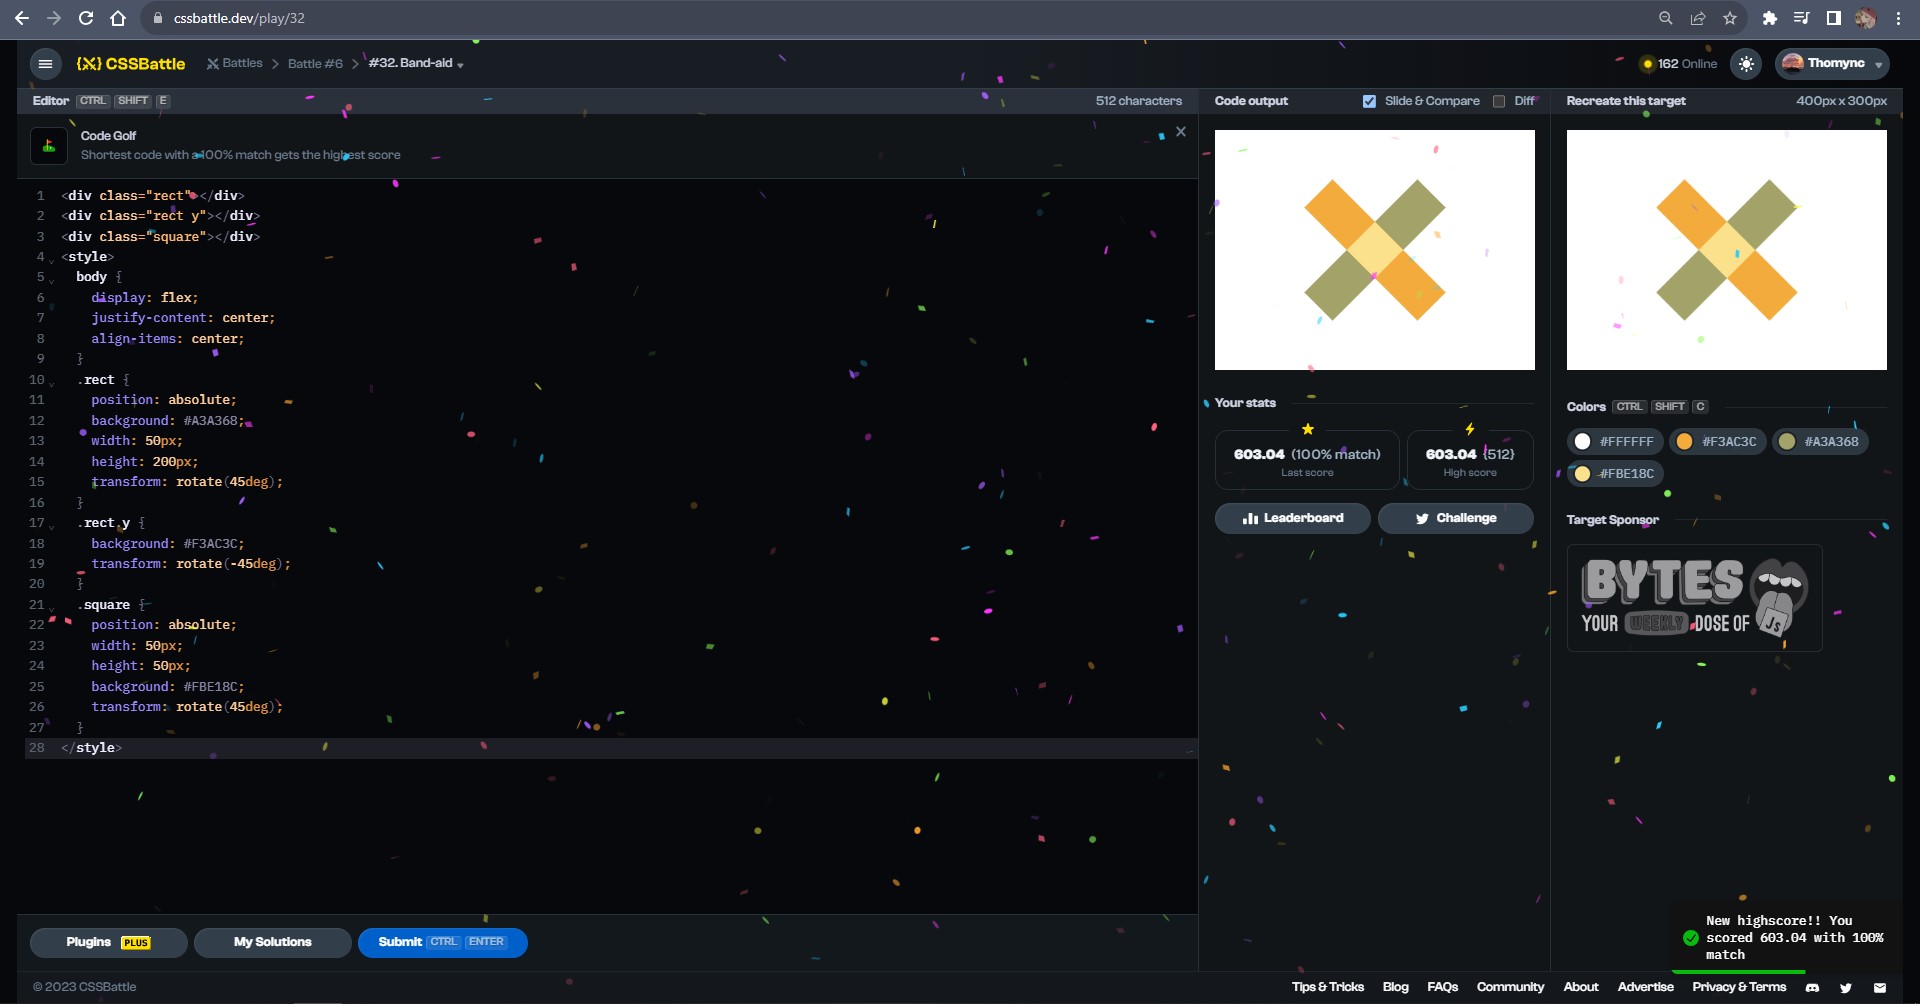 cssbattle.dev/play/32
{X} CSSBattle
Battles > Battle #6 > #32. Band-aid
162 Online
Thomync
Editor CTRL SHIFT E
512 characters
Code Golf
Shortest code with a 100% match gets the highest score
1 <div class="rect"></div>
2 <div class="rect y"></div>
3 <div class="square"></div>
4 <style>
5 body {
6 display: flex;
7 justify-content: center;
8 align-items: center;
9 }
10 .rect {
11 position: absolute;
12 background: #A3A368;
13 width: 50px;
14 height: 200px;
15 transform: rotate(45deg);
16 }
17 .rect.y {
18 background: #F3AC3C;
19 transform: rotate(-45deg);
20 }
21 .square {
22 position: absolute;
23 width: 50px;
24 height: 50px;
25 background: #FBE18C;
26 transform: rotate(45deg);
27 }
28 </style>
Plugins PLUS
My Solutions
Submit CTRL ENTER
Code output
Slide & Compare
Diff
Your stats
603.04 (100% match)
Last score
603.04 {512}
High score
Leaderboard
Challenge
Recreate this target
400px x 300px
Colors CTRL SHIFT C
#FFFFFF
#F3AC3C
#A3A368
#FBE18C
Target Sponsor
BYTES
YOUR WEEKLY DOSE OF JS
New highscore!! You
scored 603.04 with 100%
match
© 2023 CSSBattle
Tips & Tricks Blog FAQs Community About Advertise Privacy & Terms